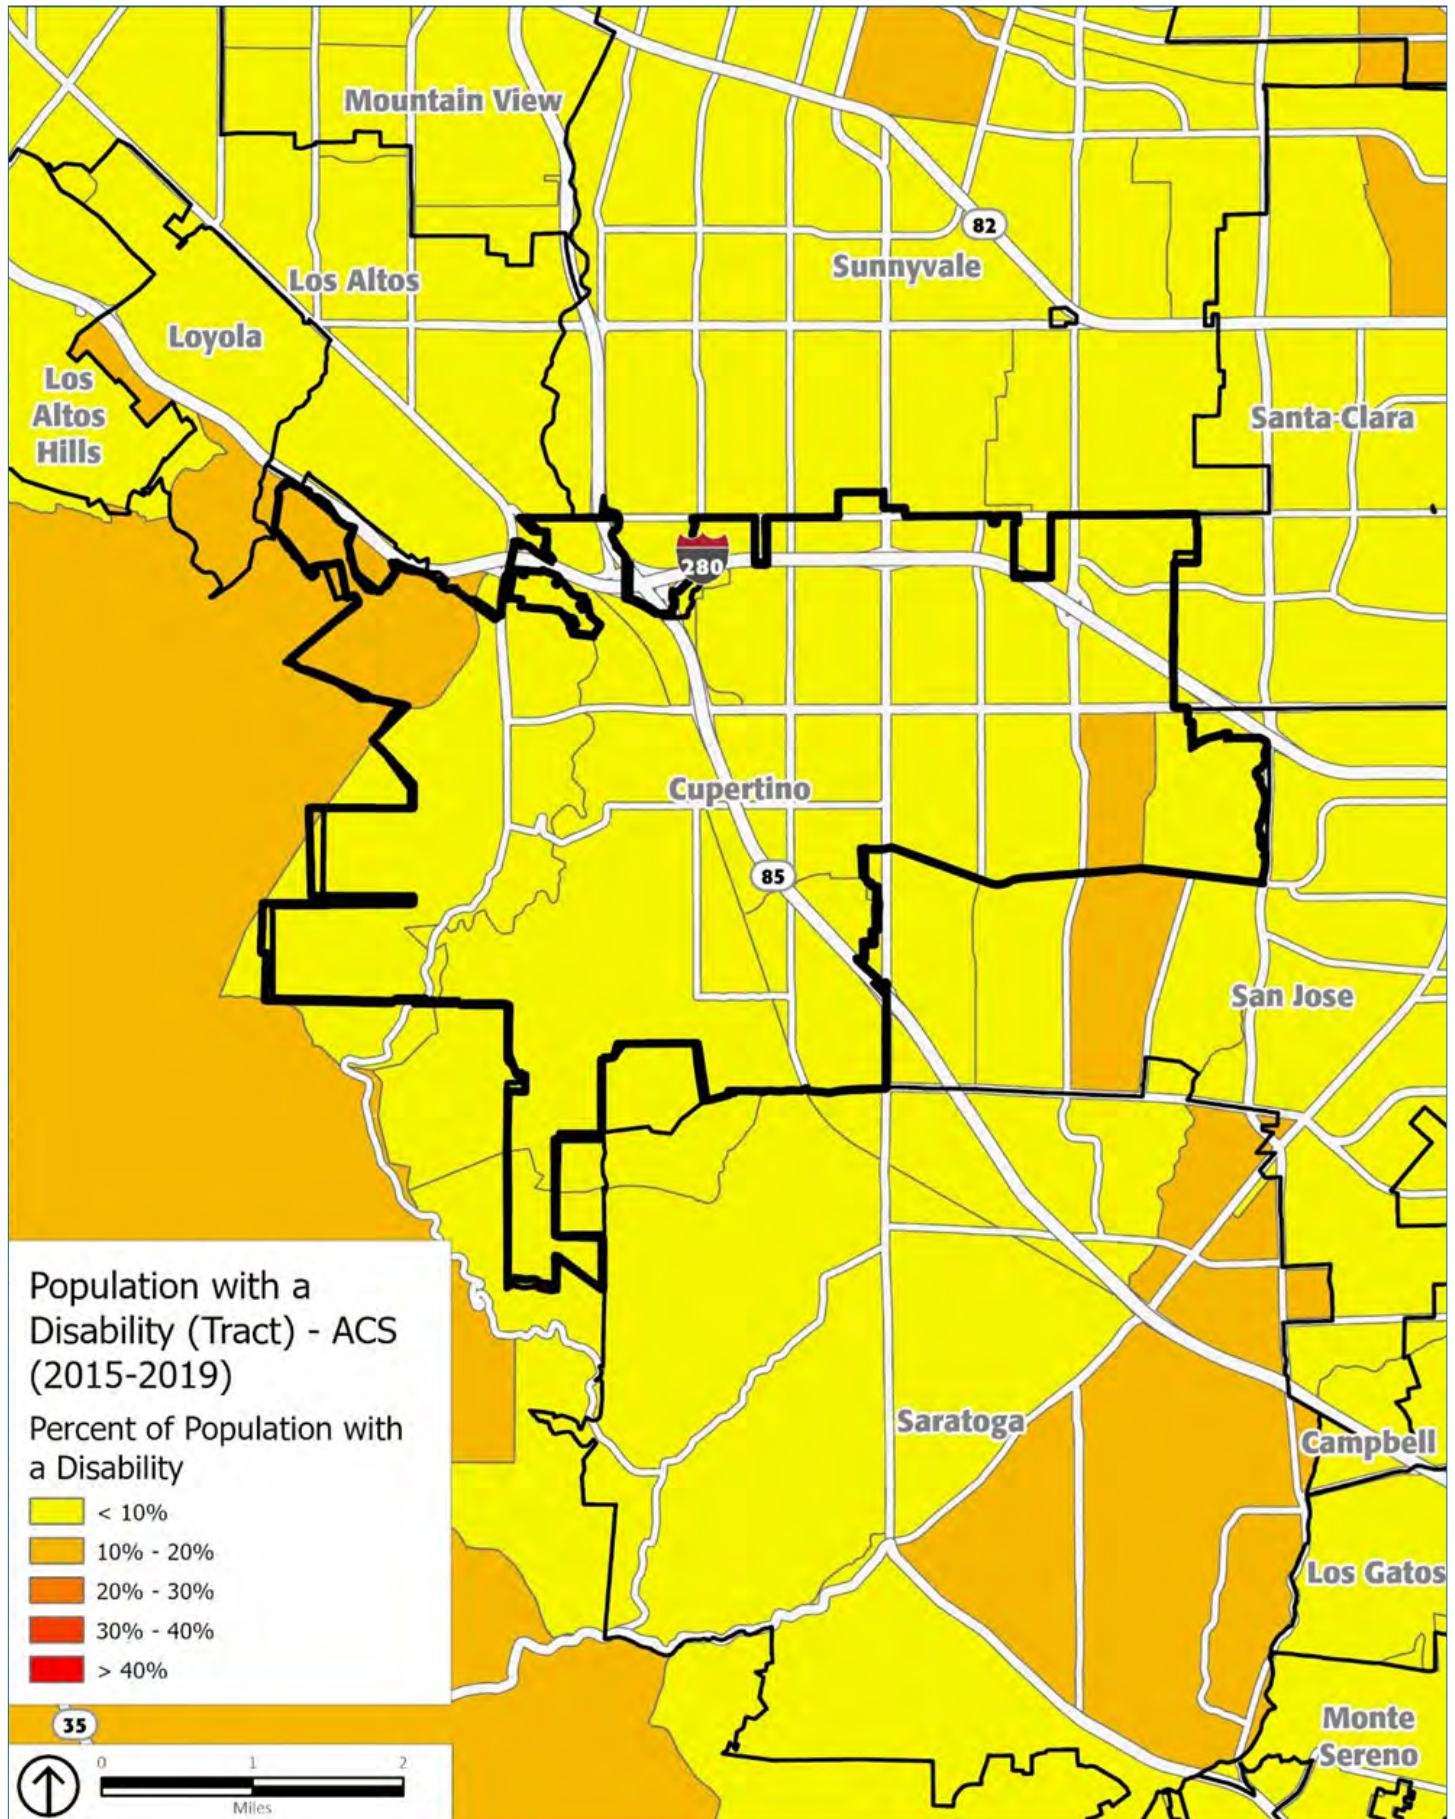 Mountain View
82
Sunnyvale
Los Altos
Loyola
Los
Altos
Hills
Santa Clara
280
Cupertino
85
San Jose
Population with a
Disability (Tract) - ACS
(2015-2019)
Percent of Population with
a Disability
< 10%
10% - 20%
20% - 30%
30% - 40%
> 40%
Saratoga
Campbell
Los Gatos
Monte
Sereno
35
0 1 2
Miles